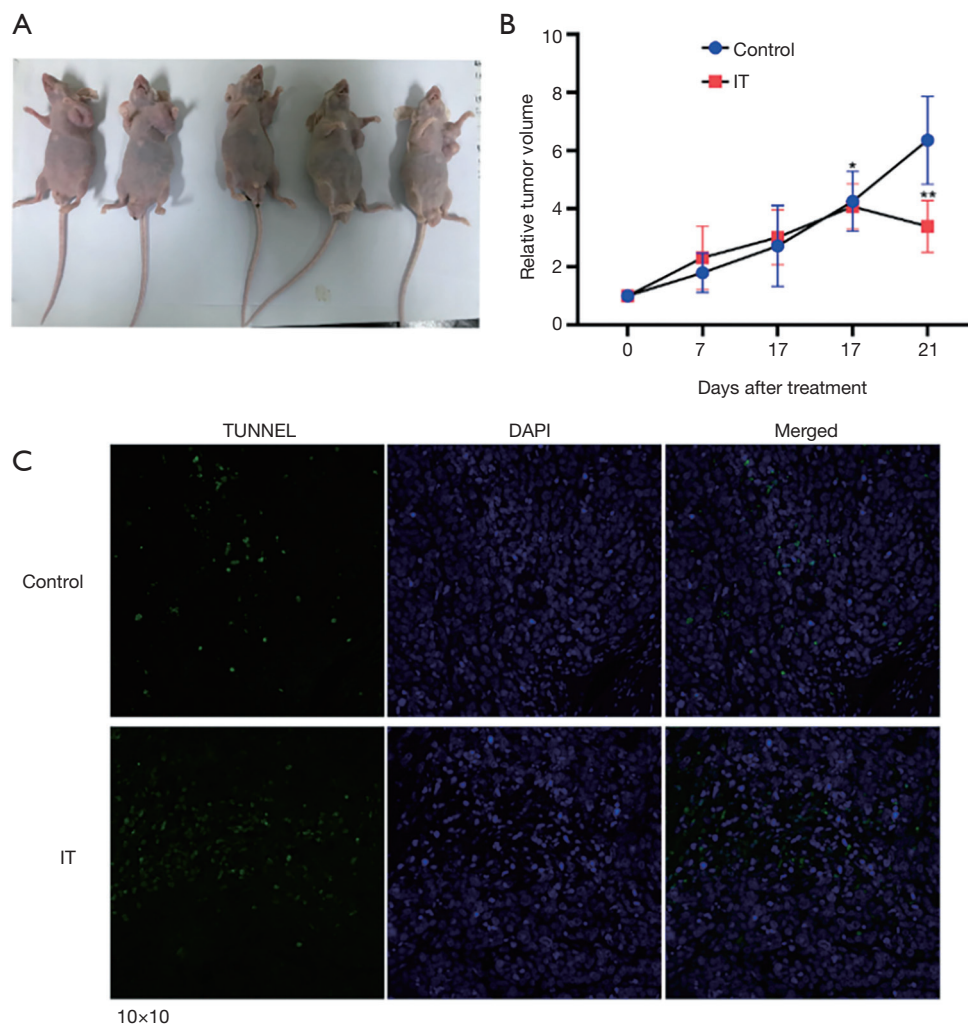 A
B
10
8
6
4
2
0
Relative tumor volume
Control
IT
*
**
0 7 17 17 21
Days after treatment
C
TUNNEL DAPI Merged
Control
IT
10×10